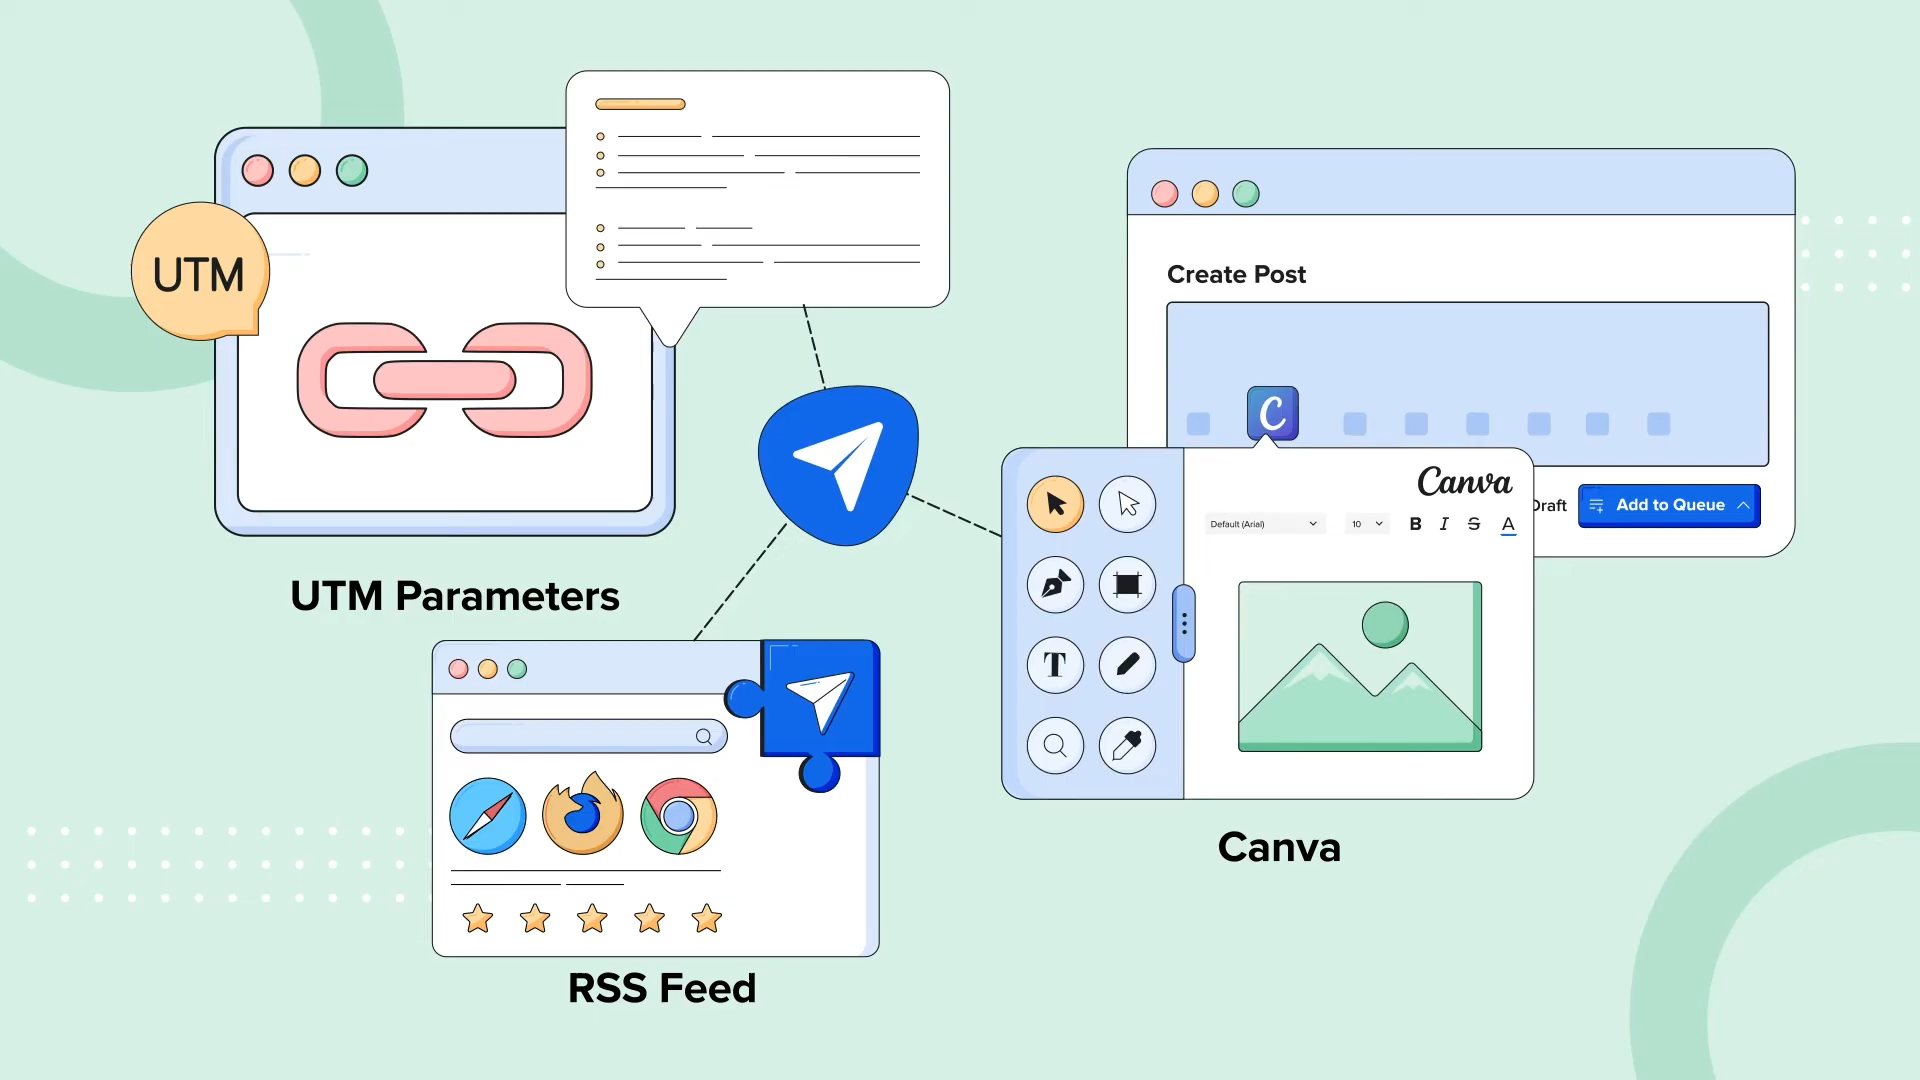 UTM
UTM Parameters
Create Post
C
Draft
Add to Queue
Canva
Default (Arial)
10
B I S A
T
Canva
RSS Feed